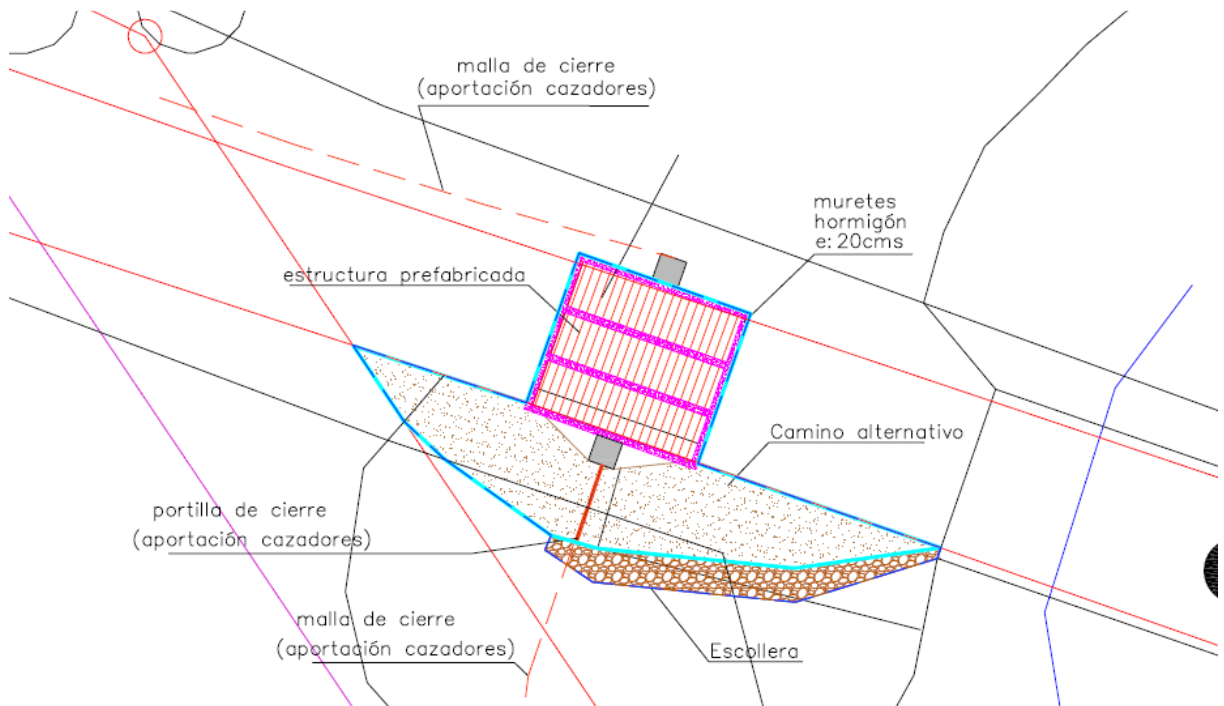 malla de cierre
(aportación cazadores)
muretes
hormigón
e: 20cms
estructura prefabricada
Camino alternativo
portilla de cierre
(aportación cazadores)
malla de cierre
(aportación cazadores)
Escollera